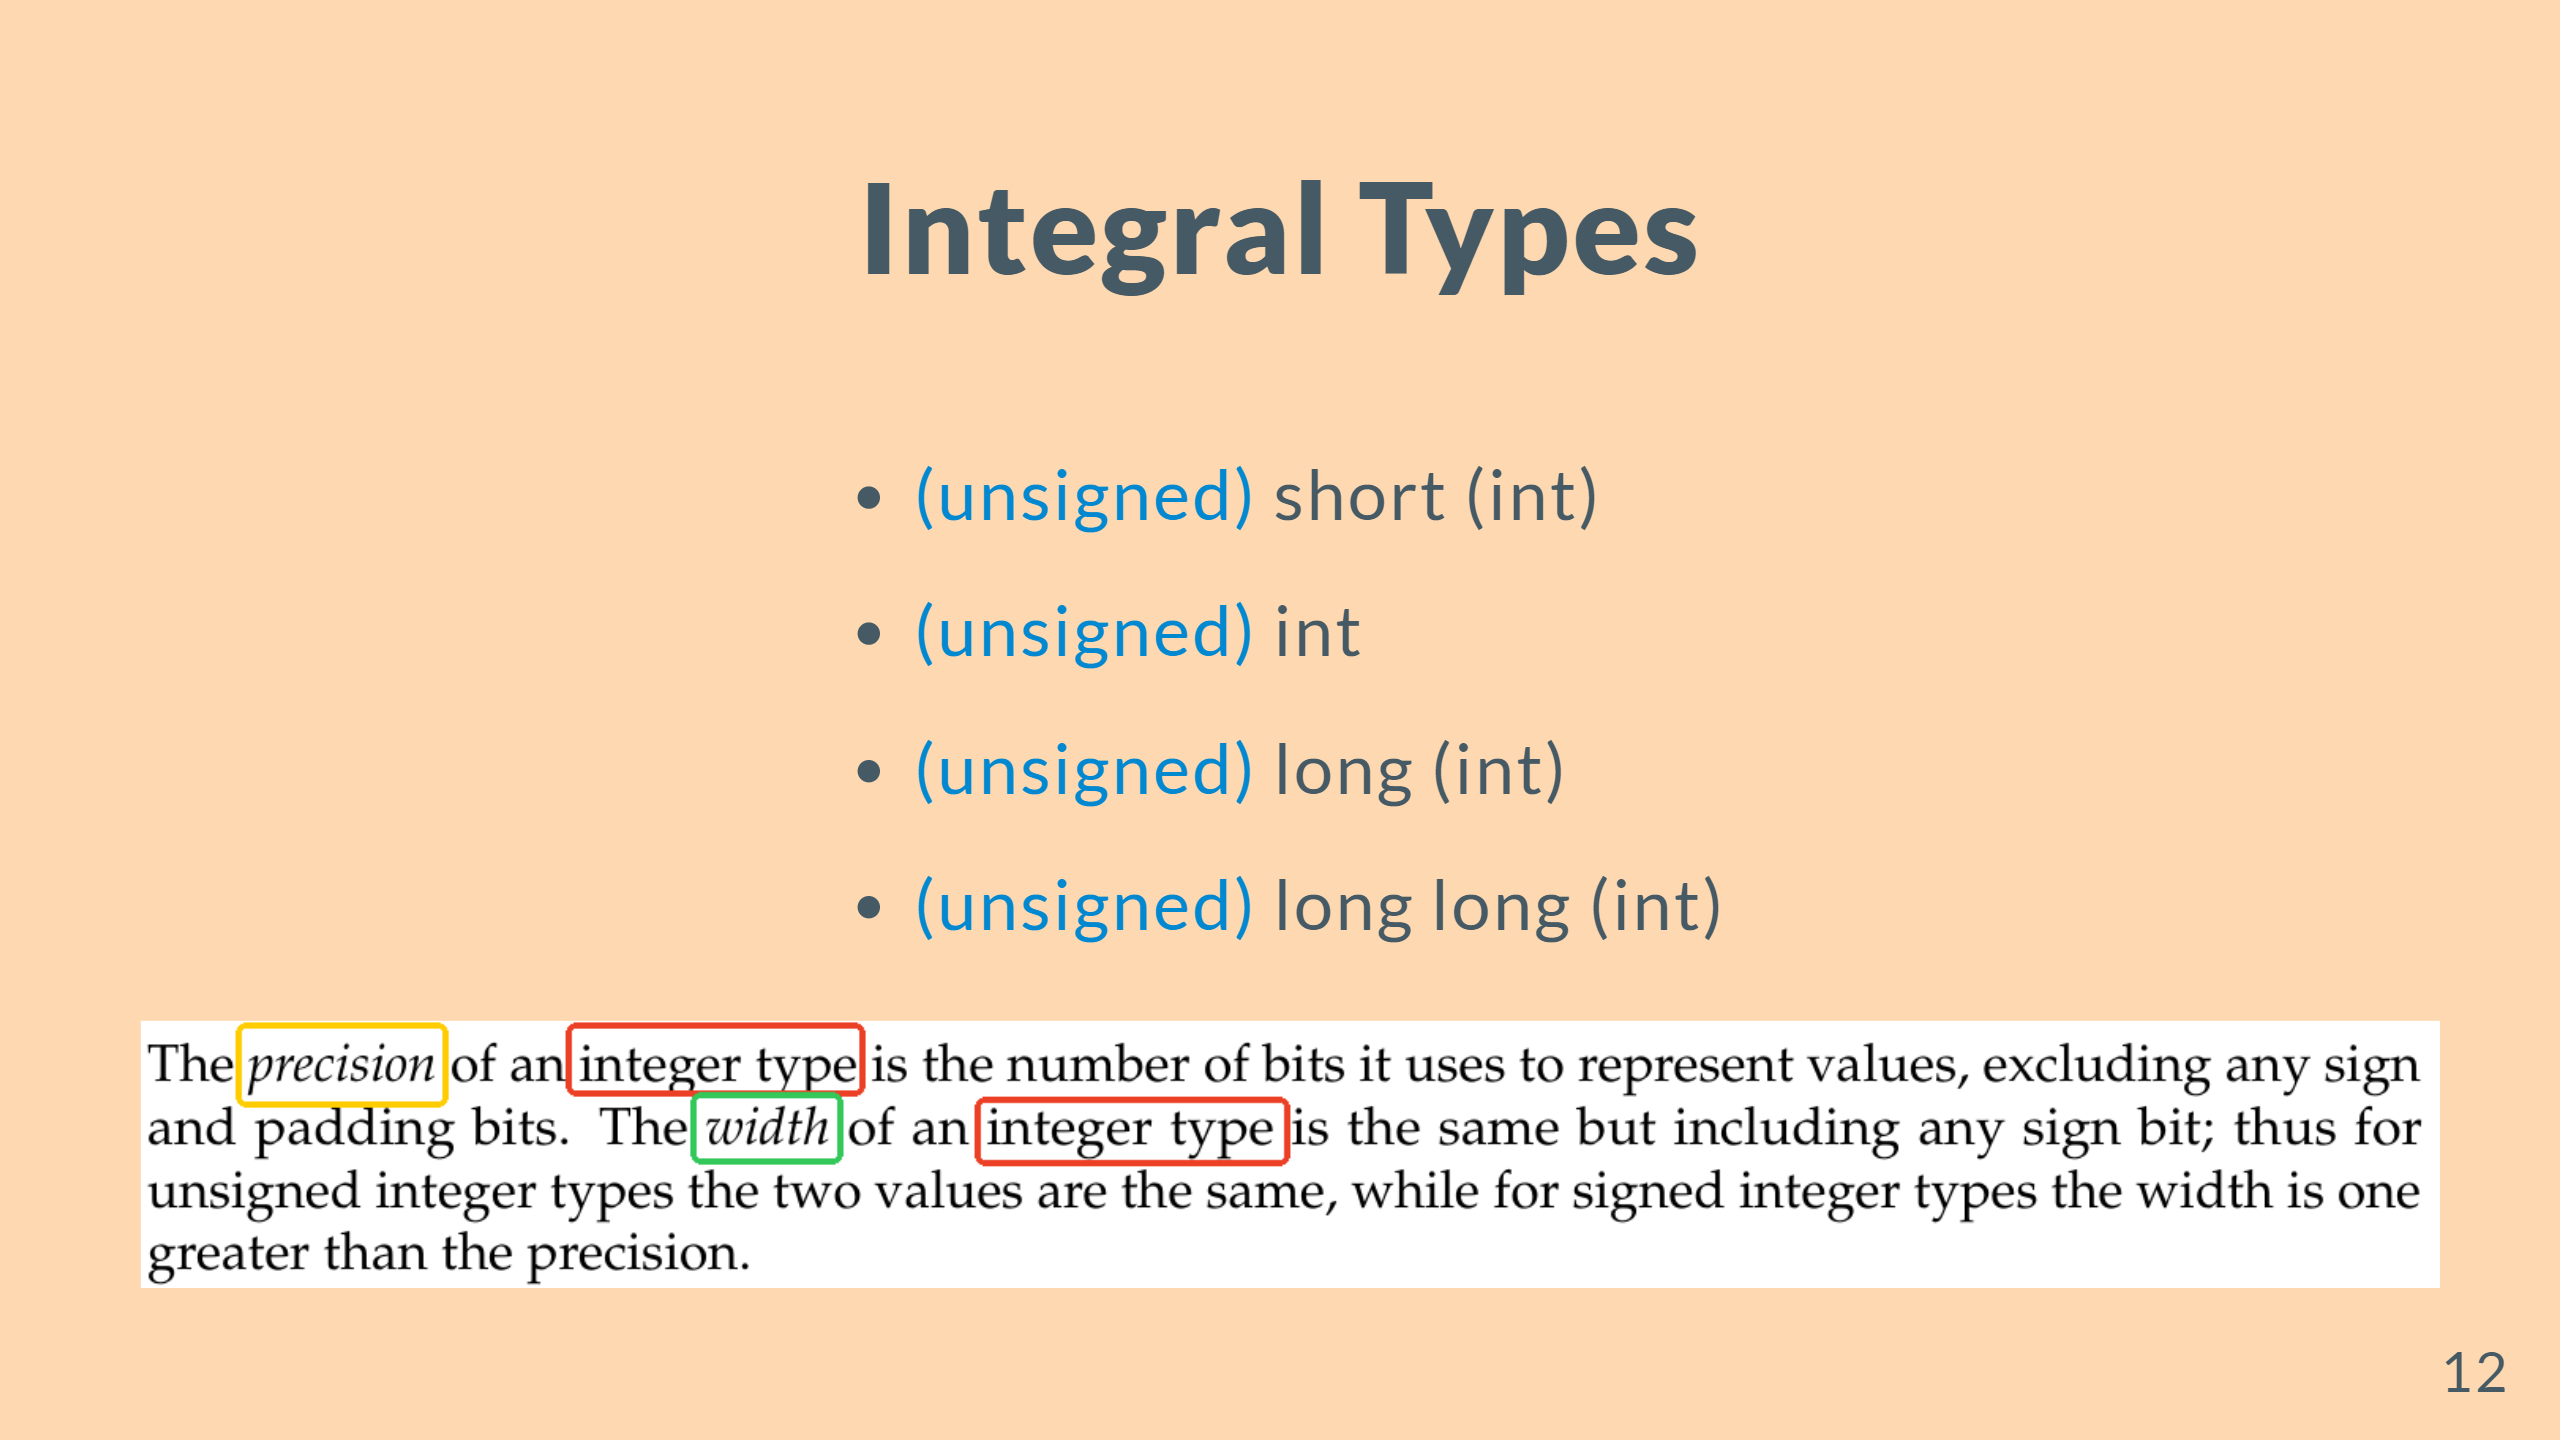 Integral Types
• (unsigned) short (int)
• (unsigned) int
• (unsigned) long (int)
• (unsigned) long long (int)
The precision of an integer type is the number of bits it uses to represent values, excluding any sign
and padding bits. The width of an integer type is the same but including any sign bit; thus for
unsigned integer types the two values are the same, while for signed integer types the width is one
greater than the precision.
12